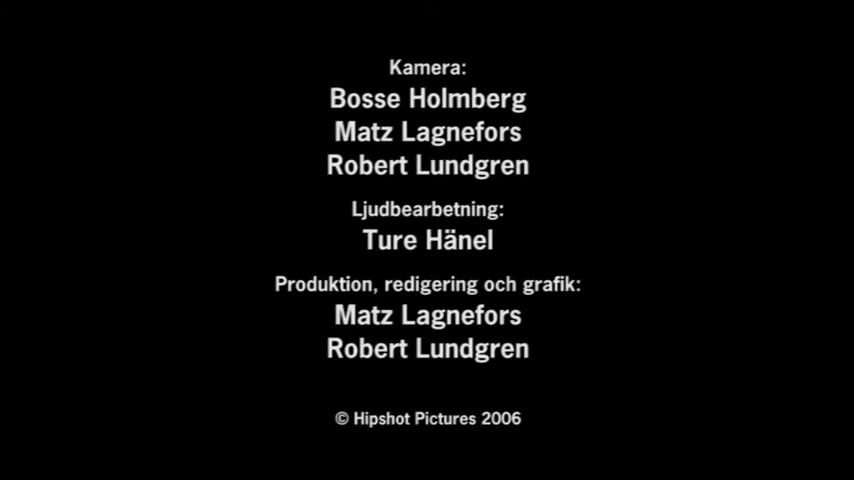 Kamera:
Bosse Holmberg
Matz Lagnefors
Robert Lundgren
Ljudbearbetning:
Ture Hänel
Produktion, redigering och grafik:
Matz Lagnefors
Robert Lundgren
© Hipshot Pictures 2006